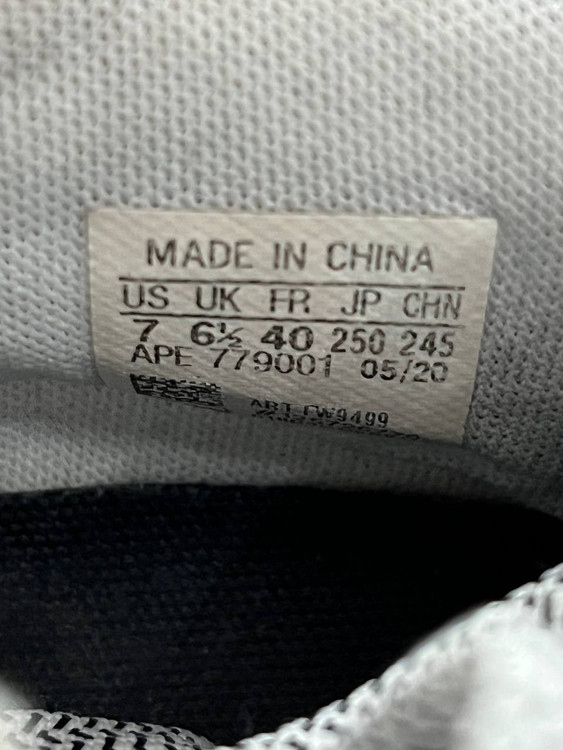 MADE IN CHINA
US UK FR JP CHN
7 6½ 40 250 245
APE 779001 05/20
ART FW9499